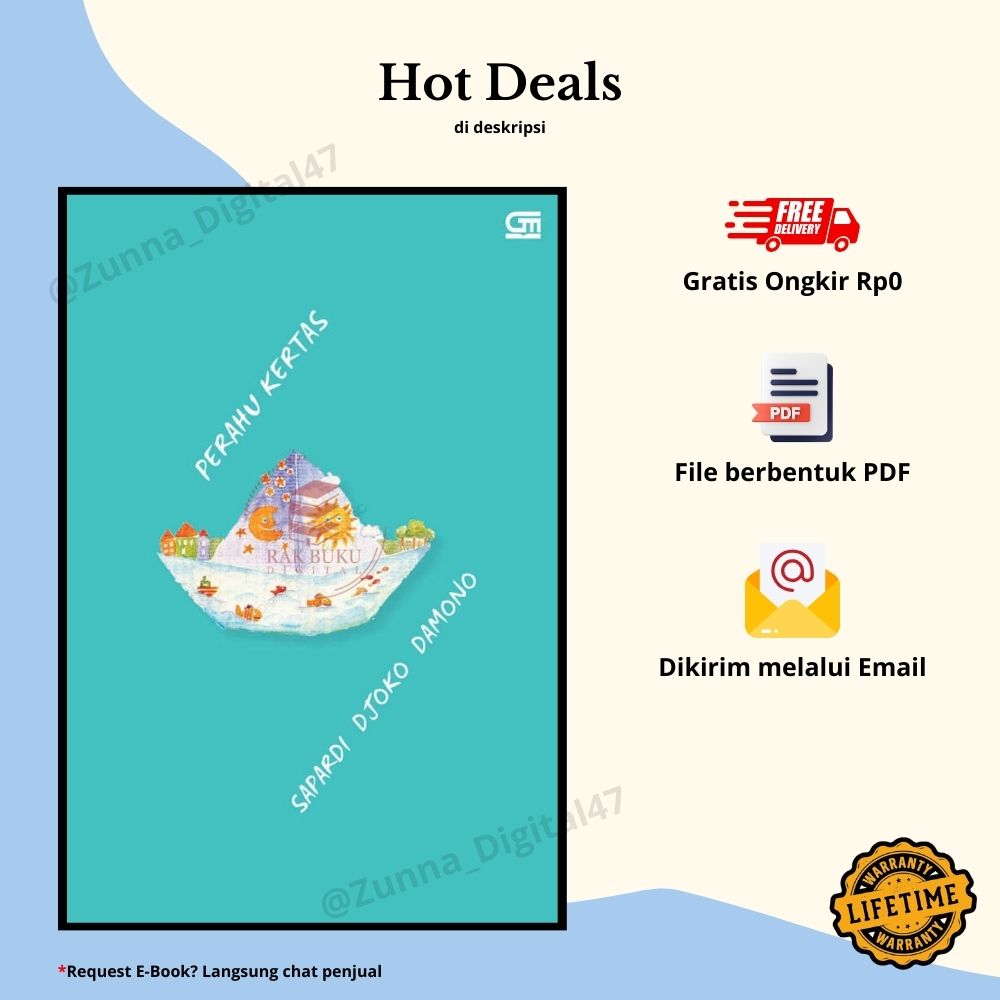 Hot Deals
di deskripsi
@Zunna_Digital47
GM
PERAHU KERTAS
RAK BUKU
DIGITAL
SAPARDI DJOKO DAMONO
@Zunna_Digital47
FREE
DELIVERY
Gratis Ongkir Rp0
PDF
File berbentuk PDF
@
Dikirim melalui Email
WARRANTY
LIFETIME
WARRANTY
*Request E-Book? Langsung chat penjual